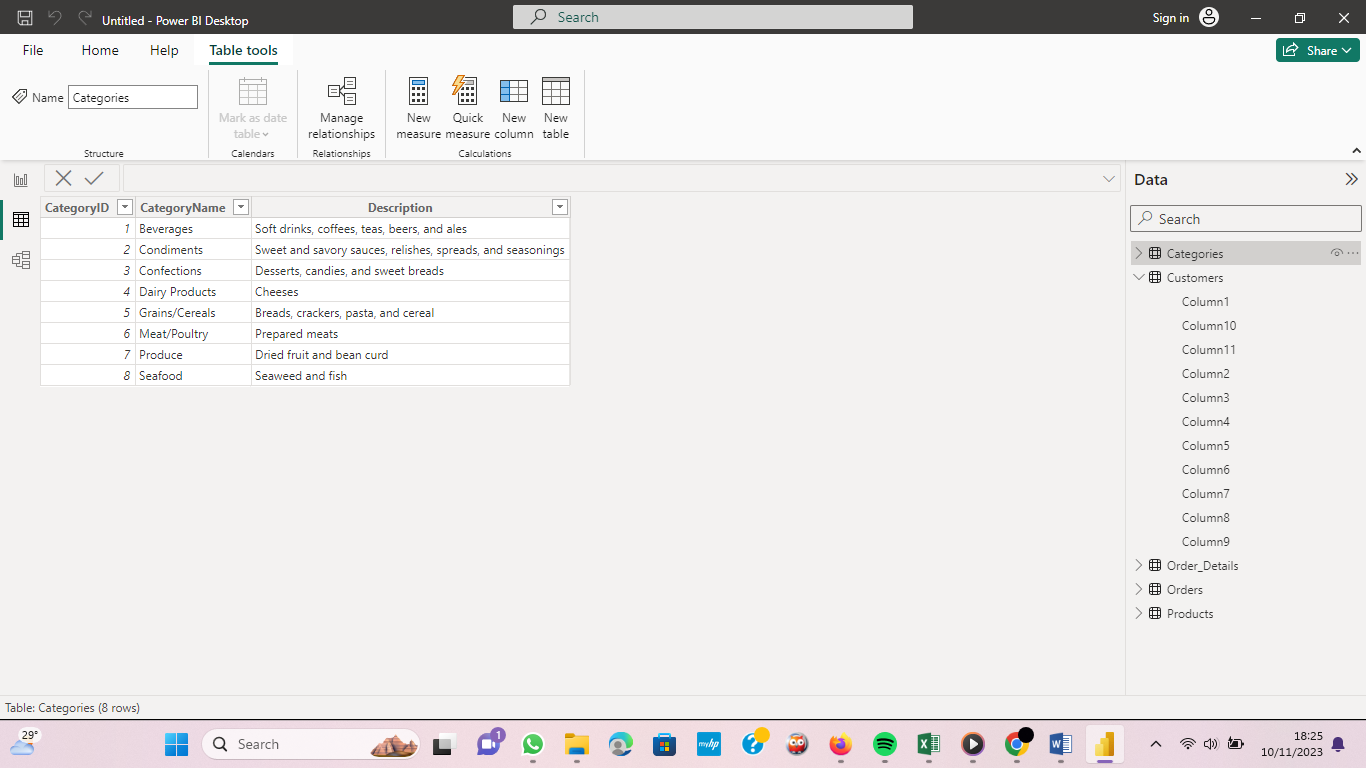 Untitled - Power BI Desktop
Search
Sign in
File
Home
Help
Table tools
Share
Name
Categories
Mark as date
table
Manage
relationships
New
measure
Quick
measure
New
column
New
table
Structure
Calendars
Relationships
Calculations
CategoryID CategoryName Description
1 Beverages Soft drinks, coffees, teas, beers, and ales
2 Condiments Sweet and savory sauces, relishes, spreads, and seasonings
3 Confections Desserts, candies, and sweet breads
4 Dairy Products Cheeses
5 Grains/Cereals Breads, crackers, pasta, and cereal
6 Meat/Poultry Prepared meats
7 Produce Dried fruit and bean curd
8 Seafood Seaweed and fish
Data
Search
Categories
Customers
Column1
Column10
Column11
Column2
Column3
Column4
Column5
Column6
Column7
Column8
Column9
Order_Details
Orders
Products
Table: Categories (8 rows)
29°
Search
1
myhp
18:25
10/11/2023